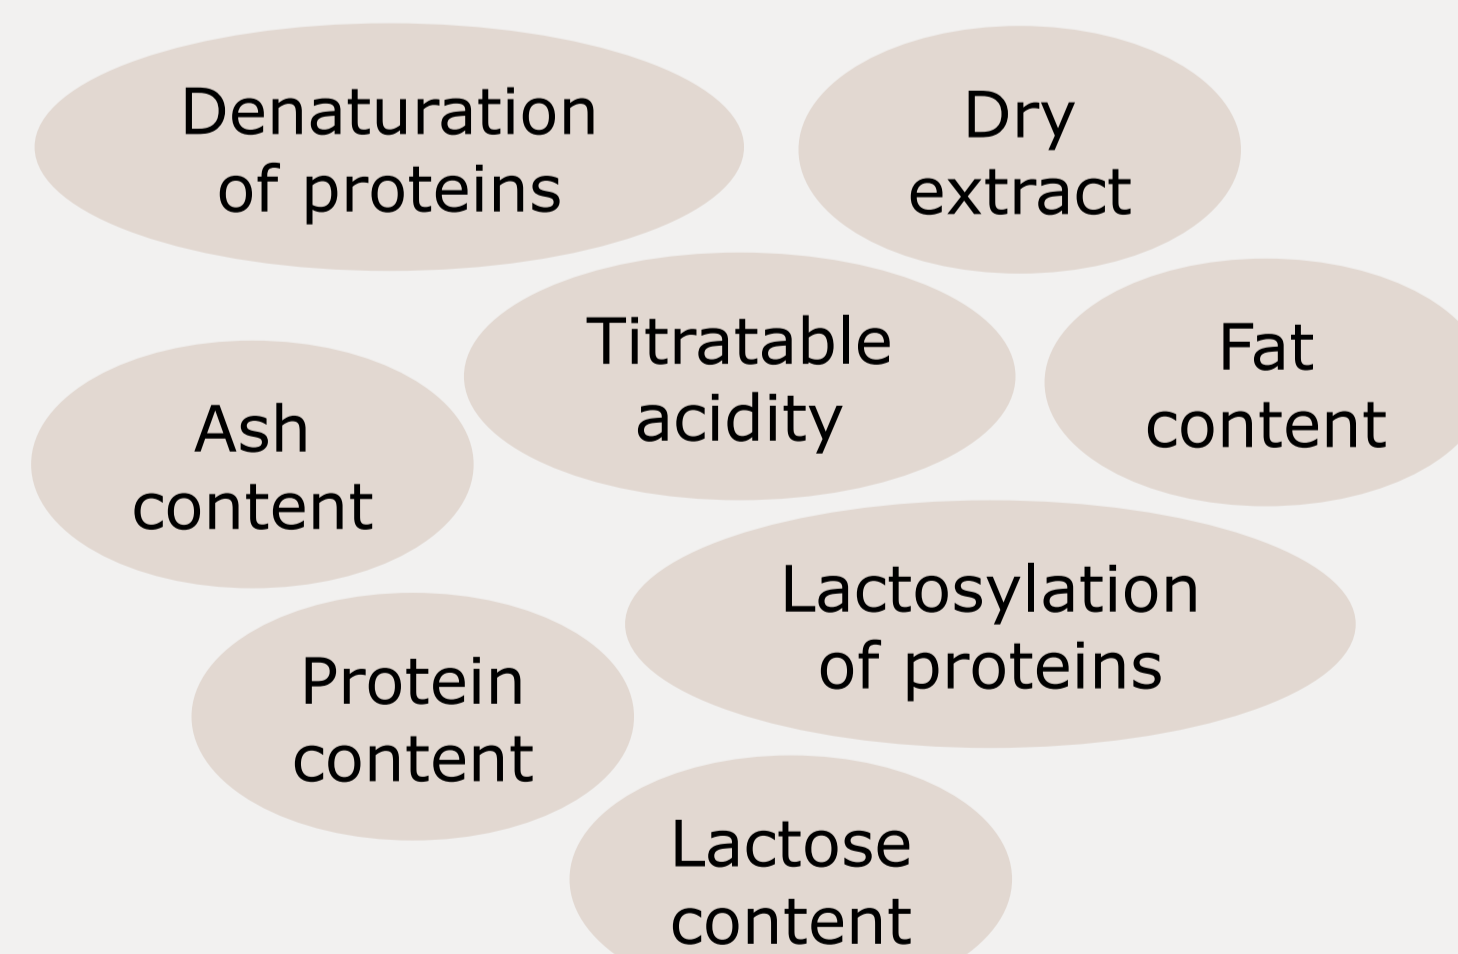 Denaturation
of proteins
Dry
extract
Titratable
acidity
Fat
content
Ash
content
Lactosylation
of proteins
Protein
content
Lactose
content